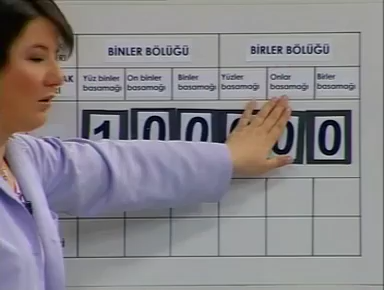 BİNLER BÖLÜĞÜ BİRLER BÖLÜĞÜ
Yüz binler basamağı On binler basamağı Binler basamağı Yüzler basamağı Onlar basamağı Birler basamağı
1 0 0 0 0 0